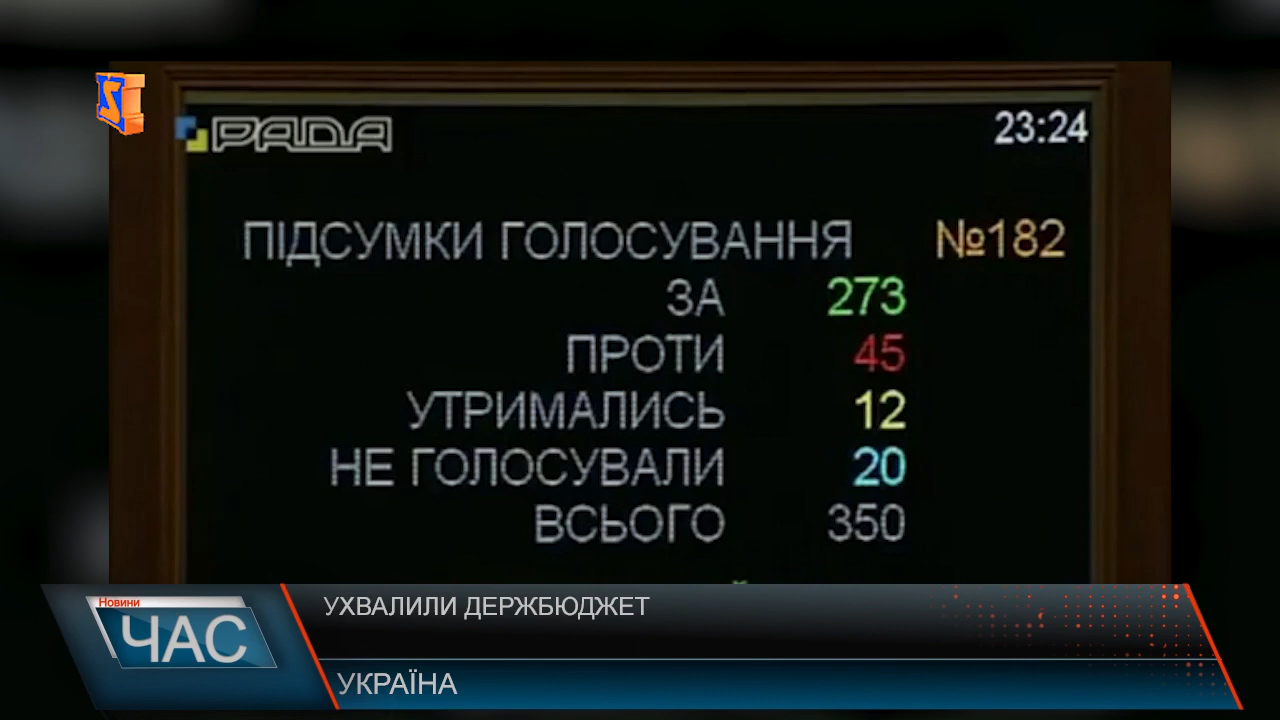 РАДА 23:24
ПІДСУМКИ ГОЛОСУВАННЯ №182
ЗА 273
ПРОТИ 45
УТРИМАЛИСЬ 12
НЕ ГОЛОСУВАЛИ 20
ВСЬОГО 350
Новини
ЧАС
УХВАЛИЛИ ДЕРЖБЮДЖЕТ
УКРАЇНА